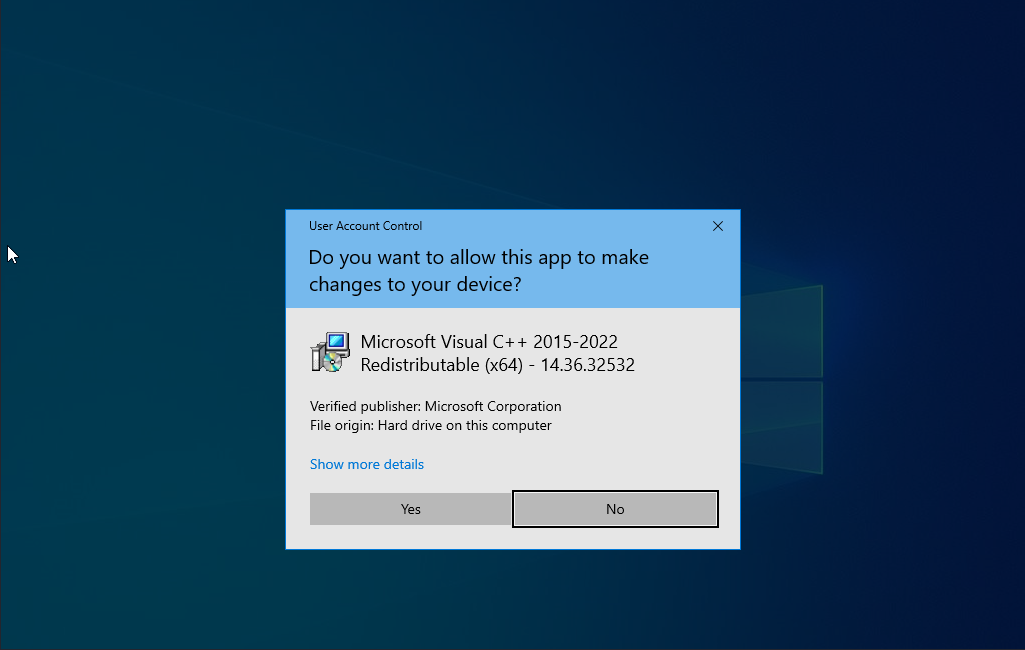 User Account Control
Do you want to allow this app to make
changes to your device?
Microsoft Visual C++ 2015-2022
Redistributable (x64) - 14.36.32532
Verified publisher: Microsoft Corporation
File origin: Hard drive on this computer
Show more details
Yes
No